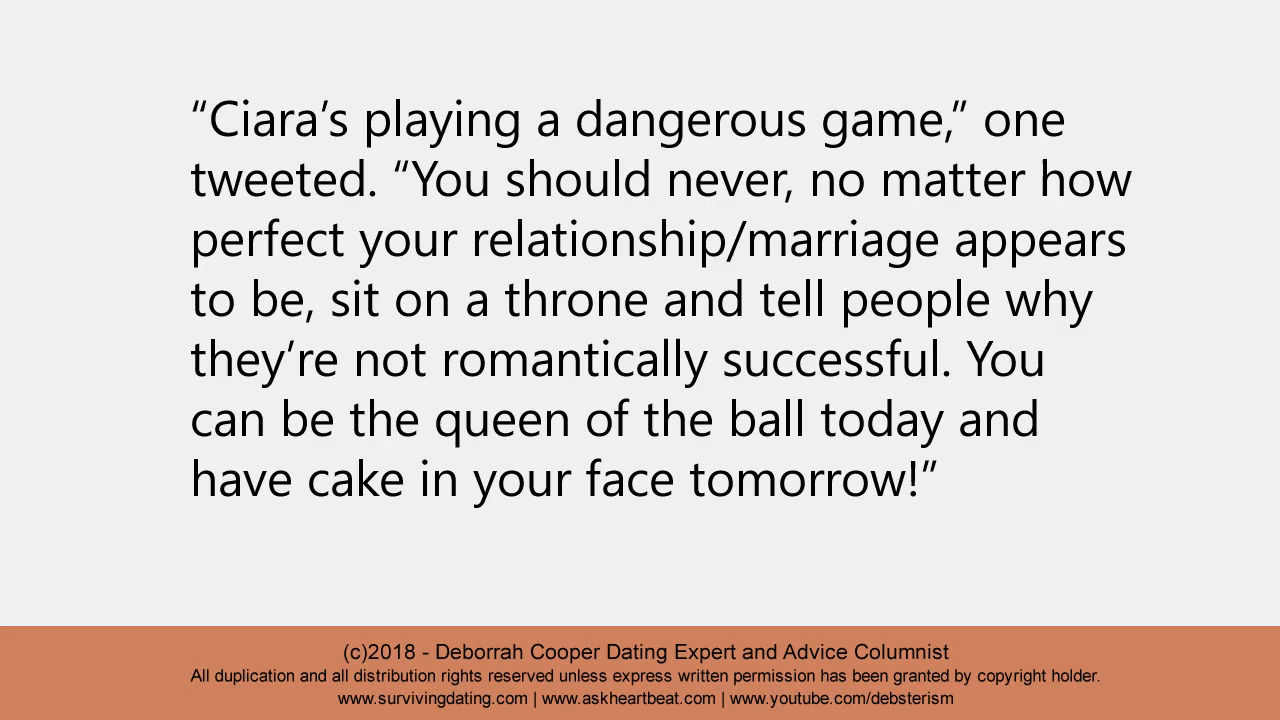 “Ciara’s playing a dangerous game,” one
tweeted. “You should never, no matter how
perfect your relationship/marriage appears
to be, sit on a throne and tell people why
they’re not romantically successful. You
can be the queen of the ball today and
have cake in your face tomorrow!”
(c)2018 - Deborrah Cooper Dating Expert and Advice Columnist
All duplication and all distribution rights reserved unless express written permission has been granted by copyright holder.
www.survivingdating.com | www.askheartbeat.com | www.youtube.com/debsterism